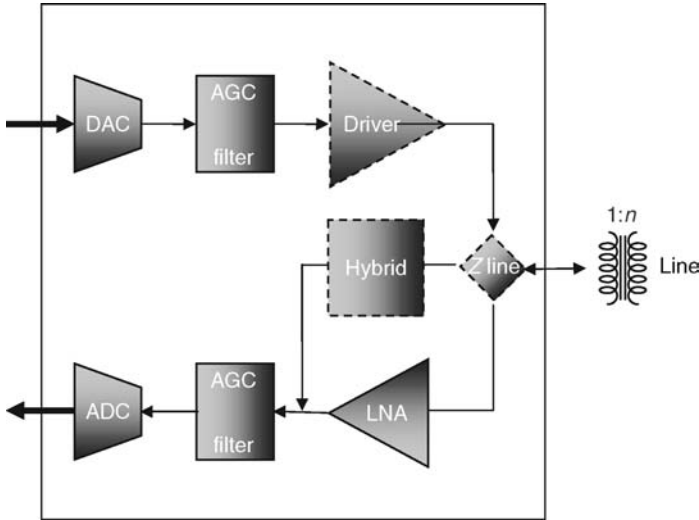 DAC
AGC
filter
Driver
1:n
Hybrid
Z line
Line
ADC
AGC
filter
LNA